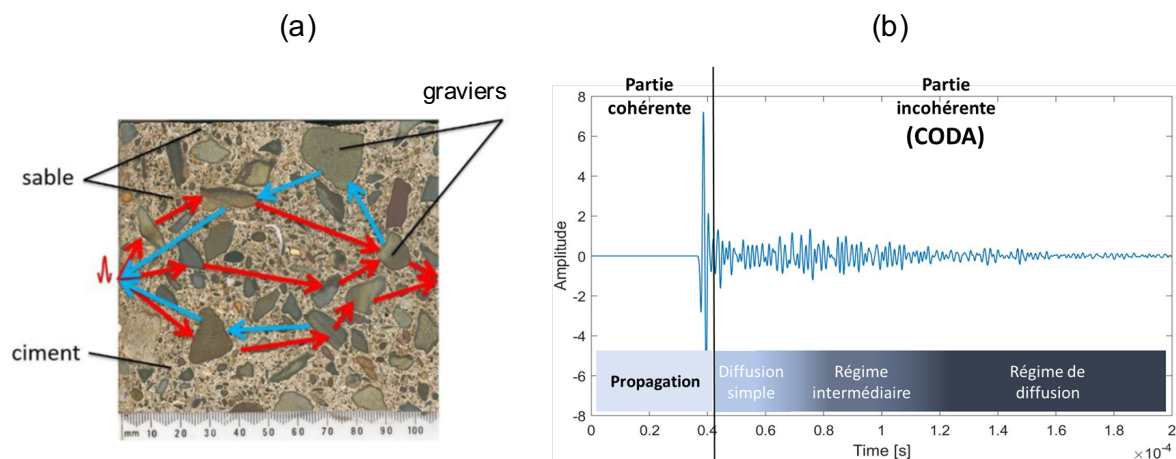 (a)
(b)
graviers
sable
ciment
mm 10 20 30 40 50 60 70 80 90 100
Partie
cohérente
Partie
incohérente
(CODA)
8
6
4
2
0
-2
-4
-6
-8
Amplitude
Propagation
Diffusion
simple
Régime
intermédiaire
Régime de
diffusion
0 0.2 0.4 0.6 0.8 1 1.2 1.4 1.6 1.8 2
Time [s]
×10⁻⁴